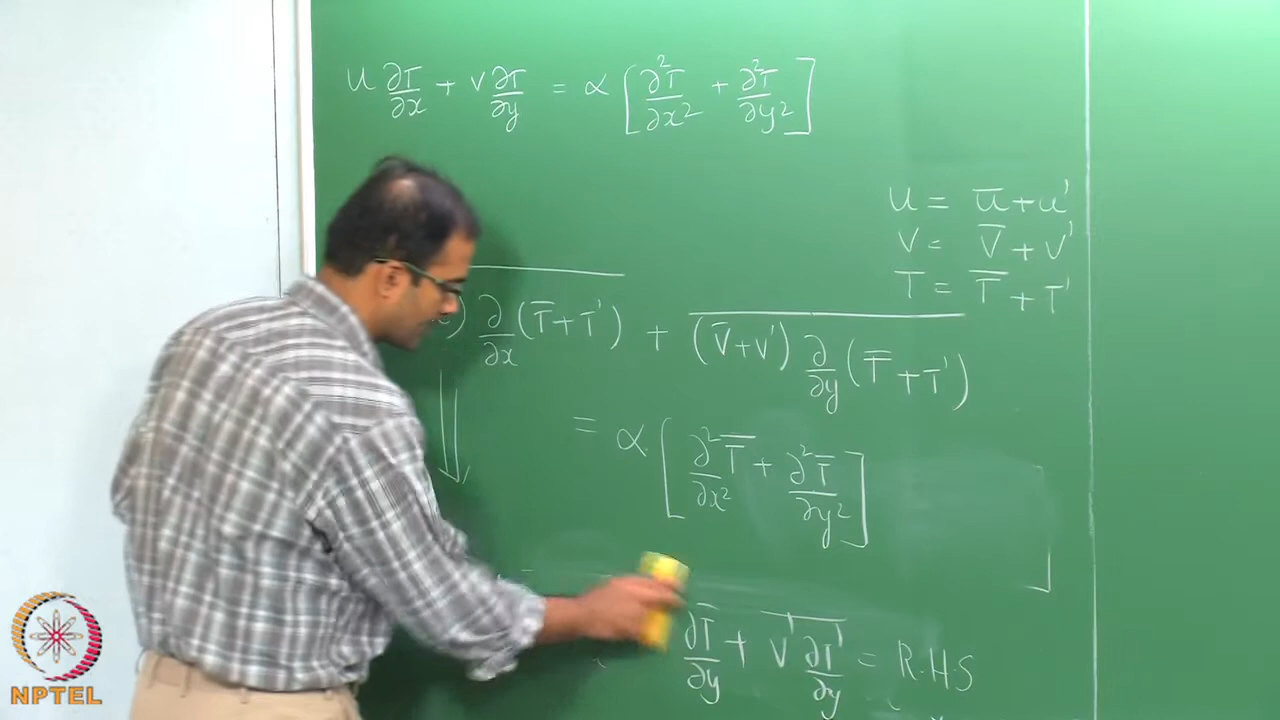 u ∂T/∂x + v ∂T/∂y = α [∂²T/∂x² + ∂²T/∂y²]
u = u̅ + u'
v = v̅ + v'
T = T̅ + T'
) ∂/∂x (T̅ + T') + (v̅ + v') ∂/∂y (T̅ + T')
= α [∂²T̅/∂x² + ∂²T̅/∂y²]
∂T̅/∂y + v' ∂T'/∂y = R.H.S
NPTEL